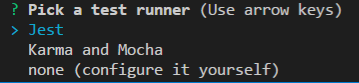 ? Pick a test runner (Use arrow keys)
> Jest
Karma and Mocha
none (configure it yourself)